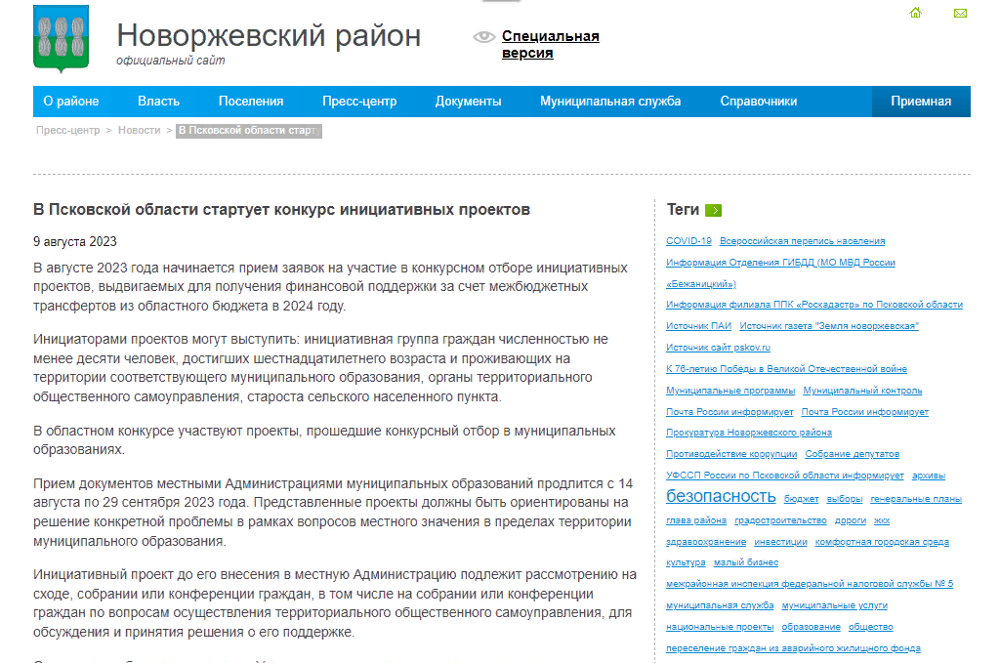 Новоржевский район
официальный сайт
Специальная
версия
О районе Власть Поселения Пресс-центр Документы Муниципальная служба Справочники Приемная
Пресс-центр > Новости > В Псковской области старту
В Псковской области стартует конкурс инициативных проектов
9 августа 2023
В августе 2023 года начинается прием заявок на участие в конкурсном отборе инициативных
проектов, выдвигаемых для получения финансовой поддержки за счет межбюджетных
трансфертов из областного бюджета в 2024 году.
Инициаторами проектов могут выступить: инициативная группа граждан численностью не
менее десяти человек, достигших шестнадцатилетнего возраста и проживающих на
территории соответствующего муниципального образования, органы территориального
общественного самоуправления, староста сельского населенного пункта.
В областном конкурсе участвуют проекты, прошедшие конкурсный отбор в муниципальных
образованиях.
Прием документов местными Администрациями муниципальных образований продлится с 14
августа по 29 сентября 2023 года. Представленные проекты должны быть ориентированы на
решение конкретной проблемы в рамках вопросов местного значения в пределах территории
муниципального образования.
Инициативный проект до его внесения в местную Администрацию подлежит рассмотрению на
сходе, собрании или конференции граждан, в том числе на собрании или конференции
граждан по вопросам осуществления территориального общественного самоуправления, для
обсуждения и принятия решения о его поддержке.
Теги
COVID-19 Всероссийская перепись населения
Информация Отделения ГИБДД (МО МВД России
«Бежаницкий»)
Информация филиала ППК «Роскадастр» по Псковской области
Источник ПАИ Источник газета "Земля новоржевская"
Источник сайт pskov.ru
К 76-летию Победы в Великой Отечественной войне
Муниципальные программы Муниципальный контроль
Почта России информирует Почта России информирует
Прокуратура Новоржевского района
Противодействие коррупции Собрание депутатов
УФССП России по Псковской области информирует архивы
безопасность бюджет выборы генеральные планы
глава района градостроительство дороги жкх
здравоохранение инвестиции комфортная городская среда
культура малый бизнес
межрайонная инспекция федеральной налоговой службы № 5
муниципальная служба муниципальные услуги
национальные проекты образование общество
переселение граждан из аварийного жилищного фонда